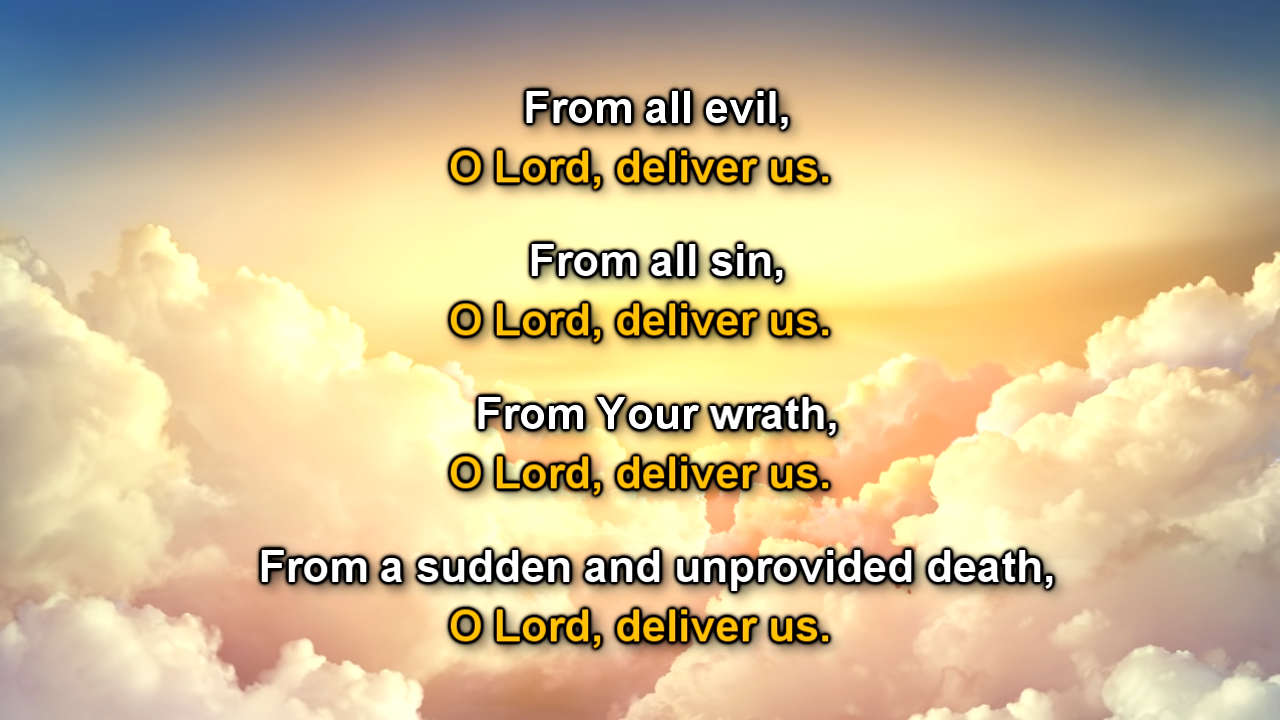 From all evil,
O Lord, deliver us.
From all sin,
O Lord, deliver us.
From Your wrath,
O Lord, deliver us.
From a sudden and unprovided death,
O Lord, deliver us.